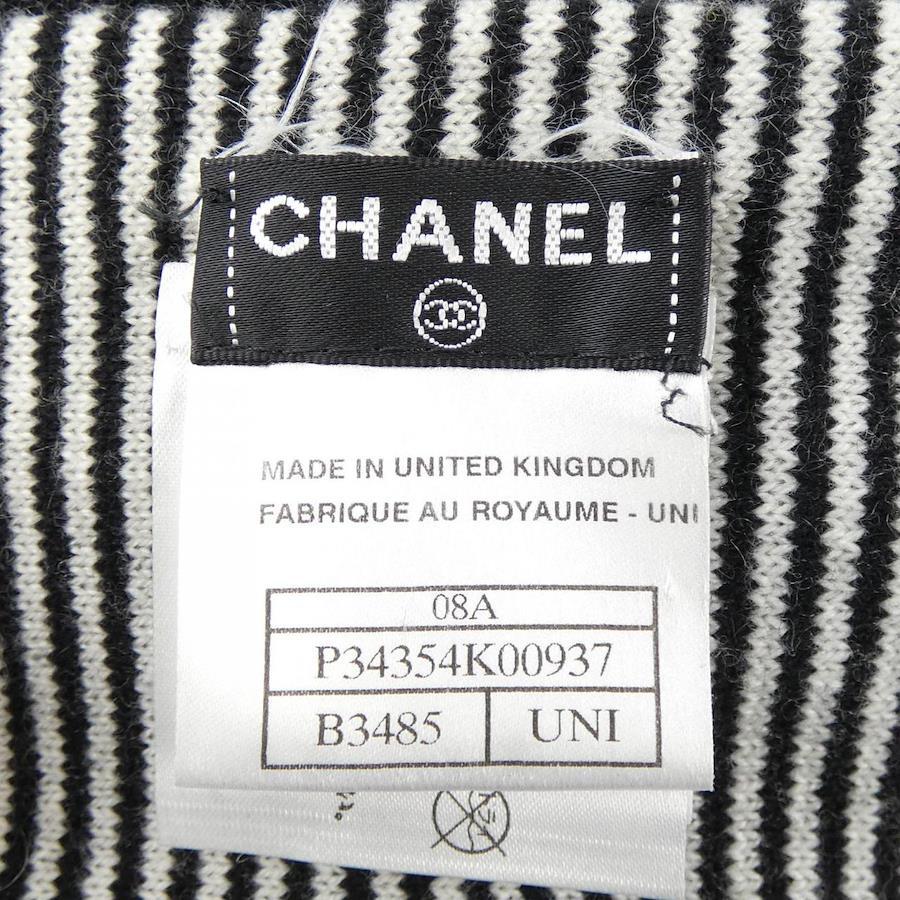 CHANEL
MADE IN UNITED KINGDOM
FABRIQUE AU ROYAUME - UNI
08A
P34354K00937
B3485 UNI